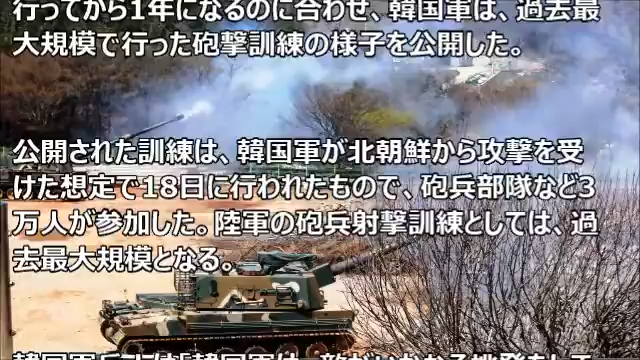 行ってから1年になるのに合わせ、韓国軍は、過去最
大規模で行った砲撃訓練の様子を公開した。
公開された訓練は、韓国軍が北朝鮮から攻撃を受
けた想定で18日に行われたもので、砲兵部隊など3
万人が参加した。陸軍の砲兵射撃訓練としては、過
去最大規模となる。